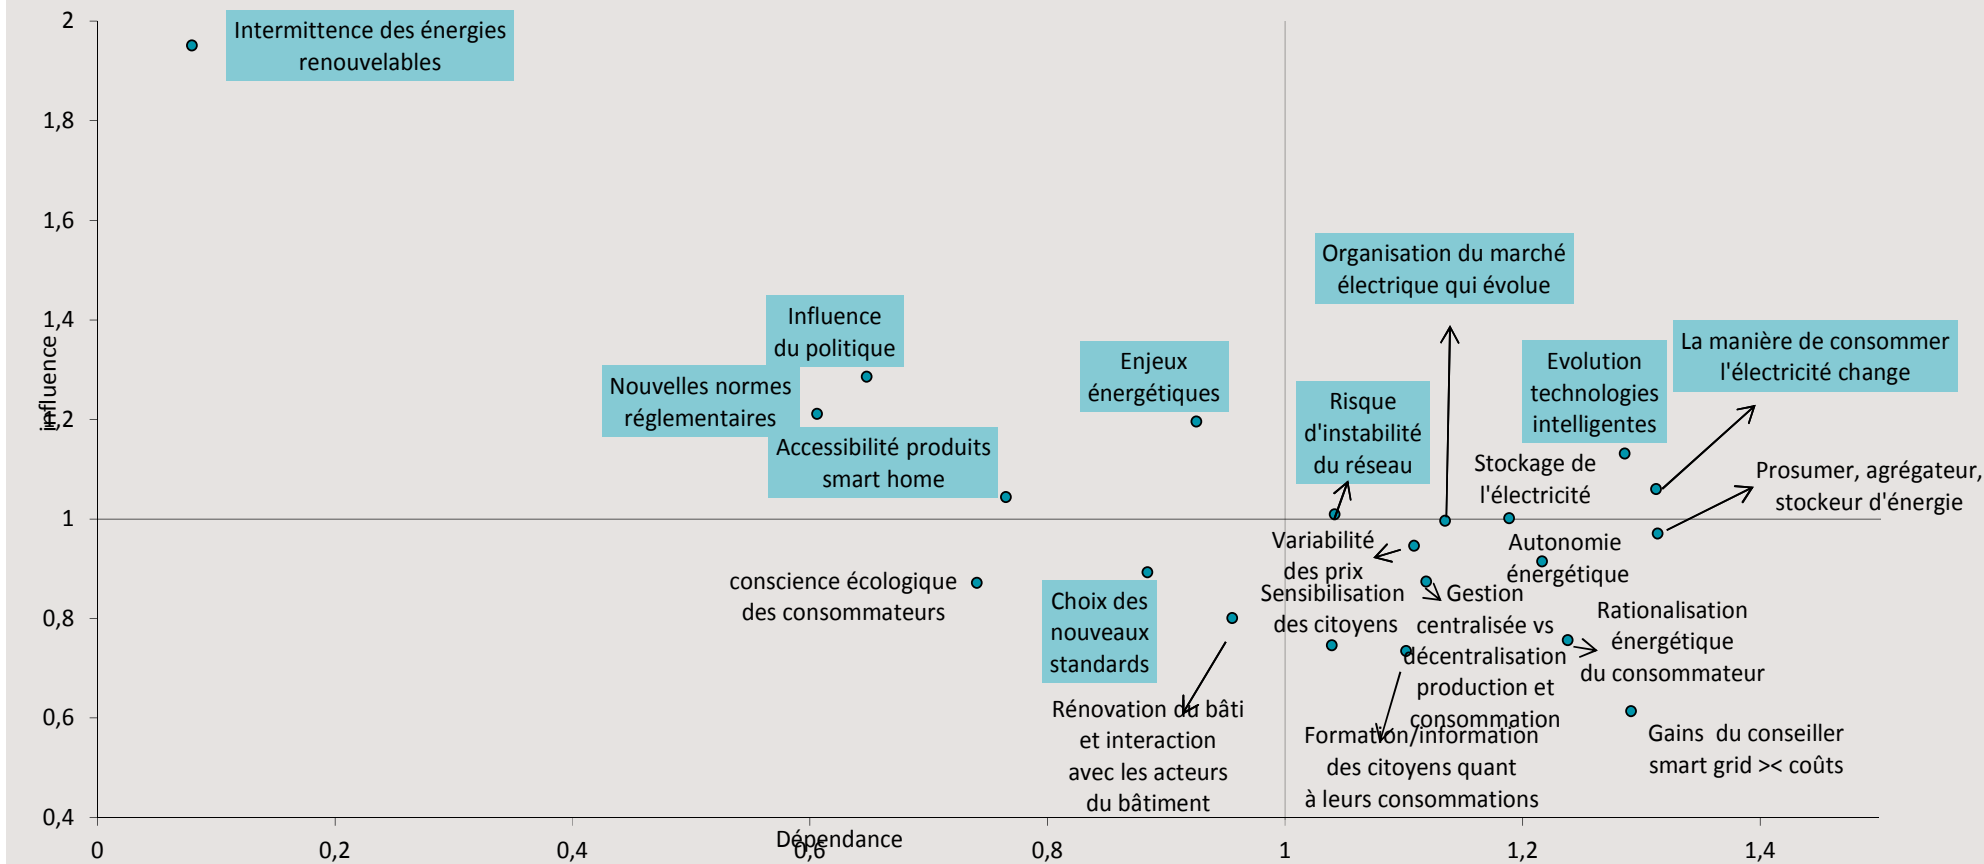 2
Intermittence des énergies
renouvelables
1,8
1,6
Organisation du marché
électrique qui évolue
1,4
influence
Influence
du politique
La manière de consommer
l'électricité change
Enjeux
énergétiques
Evolution
technologies
intelligentes
Nouvelles normes
réglementaires
Risque
d'instabilité
du réseau
1,2
Accessibilité produits
smart home
Stockage de
l'électricité
Prosumer, agrégateur,
stockeur d'énergie
1
Variabilité
des prix
Autonomie
énergétique
conscience écologique
des consommateurs
Choix des
nouveaux
standards
Sensibilisation
des citoyens
Gestion
centralisée vs
décentralisation
production et
consommation
Rationalisation
énergétique
du consommateur
0,8
Rénovation du bâti
et interaction
avec les acteurs
du bâtiment
0,6
Formation/information
des citoyens quant
à leurs consommations
Gains du conseiller
smart grid >< coûts
0,4
Dépendance
0
0,2
0,4
0,6
0,8
1
1,2
1,4